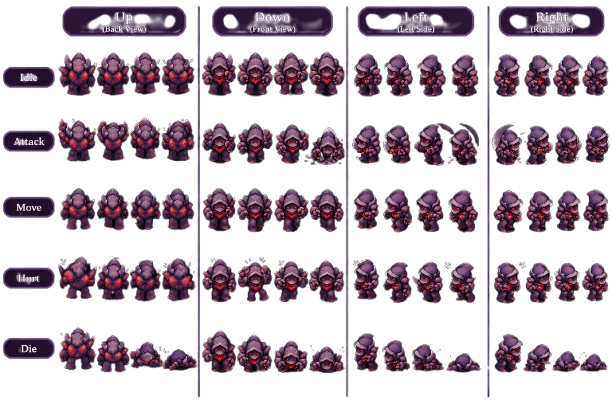 Up
(Back View)
Down
(Front View)
Left
(Left Side)
Right
(Right Side)
Idle
Attack
Move
Hurt
Die